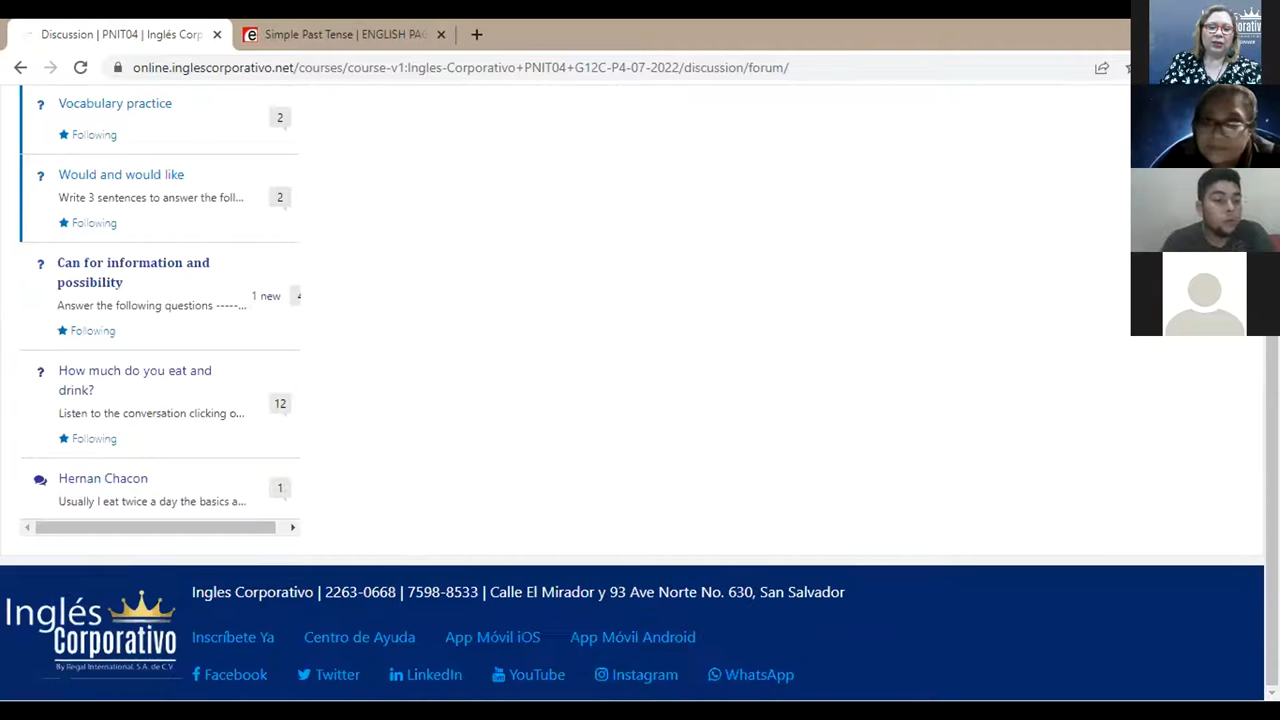 Discussion | PNIT04 | Inglés Corp
Simple Past Tense | ENGLISH PAG
online.inglescorporativo.net/courses/course-v1:Ingles-Corporativo+PNIT04+G12C-P4-07-2022/discussion/forum/
Vocabulary practice
2
Following
Would and would like
Write 3 sentences to answer the foll...
2
Following
Can for information and
possibility
1 new
Answer the following questions -----...
Following
How much do you eat and
drink?
12
Listen to the conversation clicking o...
Following
Hernan Chacon
1
Usually I eat twice a day the basics a...
Inglés
Corporativo
By Regal International, S.A. de C.V.
Ingles Corporativo | 2263-0668 | 7598-8533 | Calle El Mirador y 93 Ave Norte No. 630, San Salvador
Inscríbete Ya Centro de Ayuda App Móvil iOS App Móvil Android
Facebook Twitter LinkedIn YouTube Instagram WhatsApp